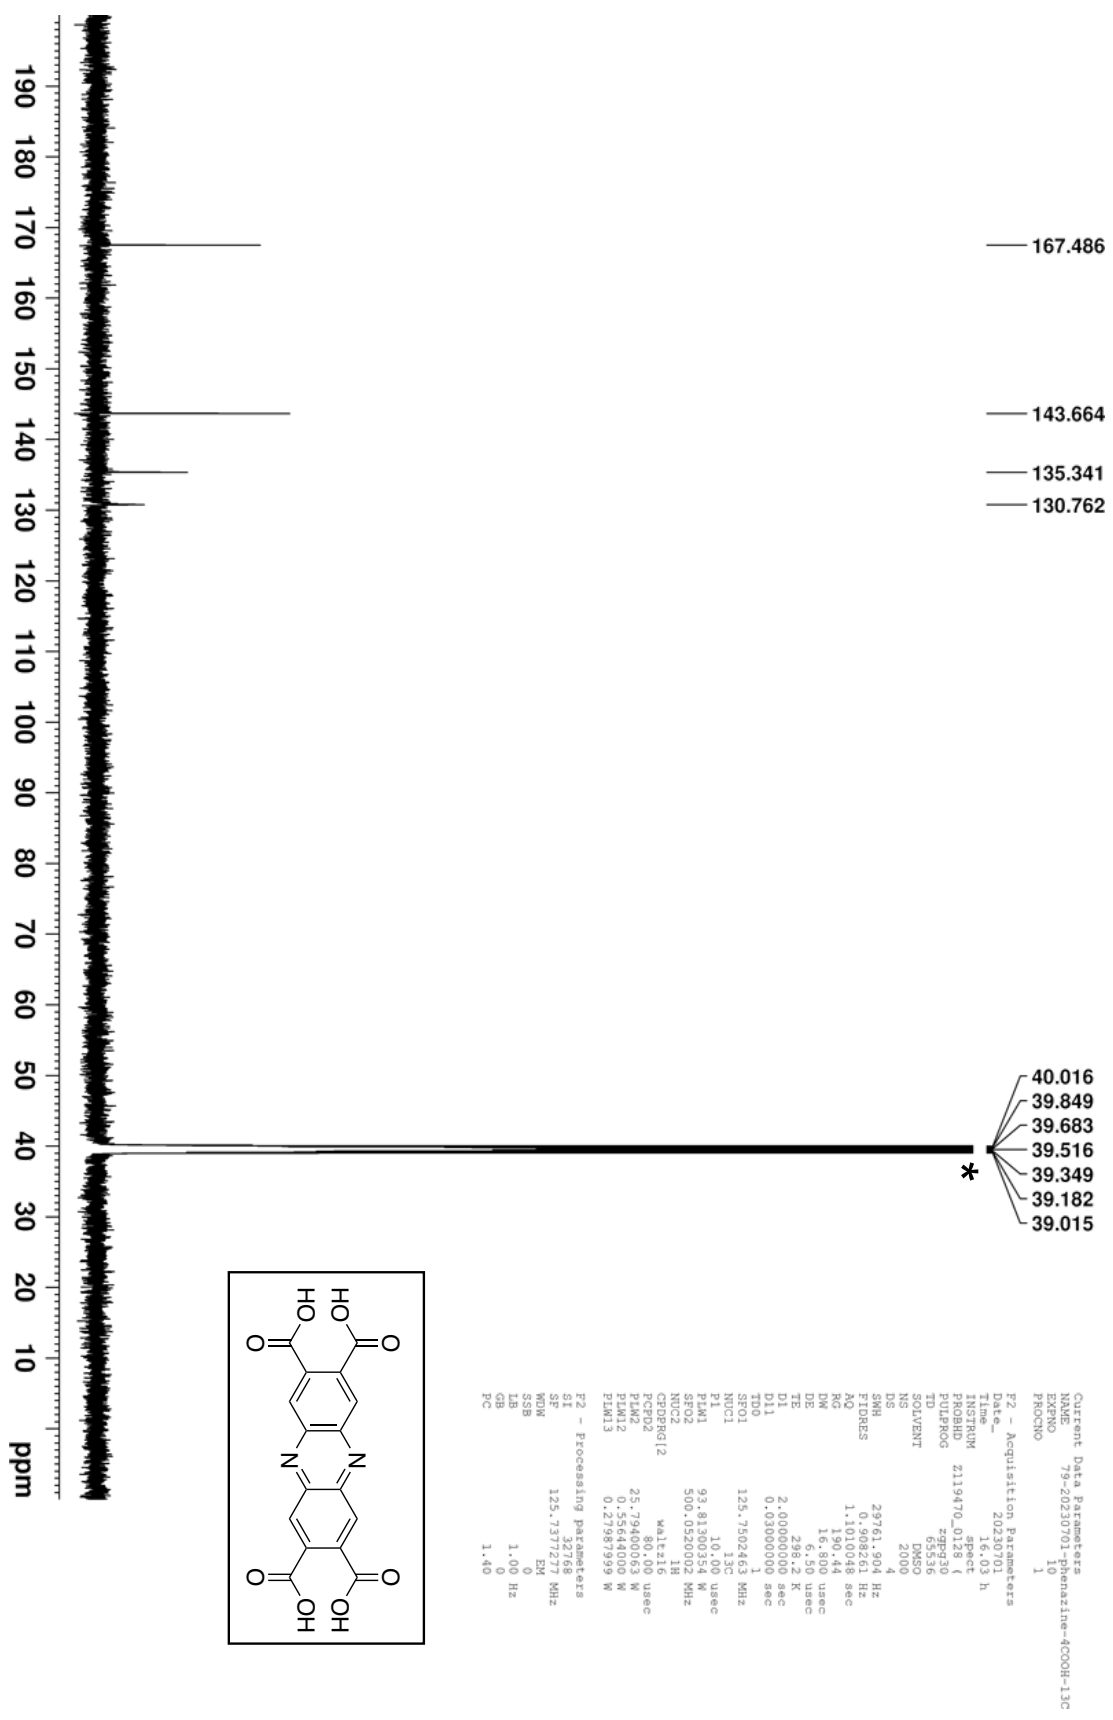 Current Data Parameters
NAME 79-20230701-phenazine-4COOH-13C
EXPNO 10
PROCNO 1
F2 - Acquisition Parameters
Date_ 20230701
Time 16.03 h
INSTRUM spect
PROBHD Z119470_0128 (
PULPROG zgpg30
TD 65536
SOLVENT DMSO
NS 2000
DS 4
SWH 29761.904 Hz
FIDRES 0.908261 Hz
AQ 1.1010048 sec
RG 190.44
DW 16.800 usec
DE 6.50 usec
TE 298.2 K
D1 2.00000000 sec
D11 0.03000000 sec
TD0 1
SFO1 125.7502463 MHz
NUC1 13C
P1 10.00 usec
PLW1 93.81300354 W
SFO2 500.0520002 MHz
NUC2 1H
CPDPRG[2 waltz16
PCPD2 80.00 usec
PLW2 25.79400063 W
PLW12 0.55644000 W
PLW13 0.27987999 W
F2 - Processing parameters
SI 32768
SF 125.7377277 MHz
WDW EM
SSB 0
LB 1.00 Hz
GB 0
PC 1.40
167.486
143.664
135.341
130.762
40.016
39.849
39.683
39.516
39.349
39.182
39.015
*
HO O
O OH
N
N
HO O
O OH
190 180 170 160 150 140 130 120 110 100 90 80 70 60 50 40 30 20 10 ppm